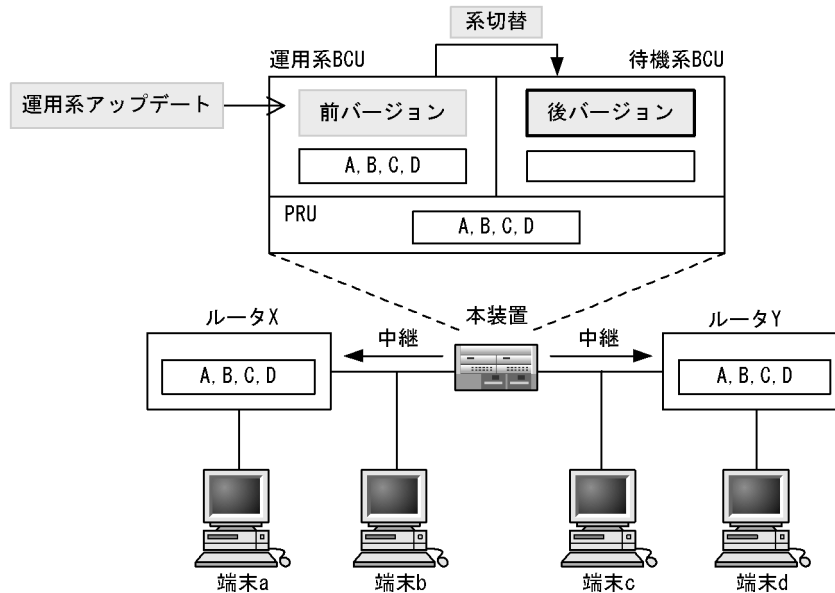 系切替
運用系BCU
待機系BCU
運用系アップデート
前バージョン
後バージョン
A, B, C, D
PRU
A, B, C, D
本装置
ルータX
ルータY
中継
中継
A, B, C, D
A, B, C, D
端末a
端末b
端末c
端末d